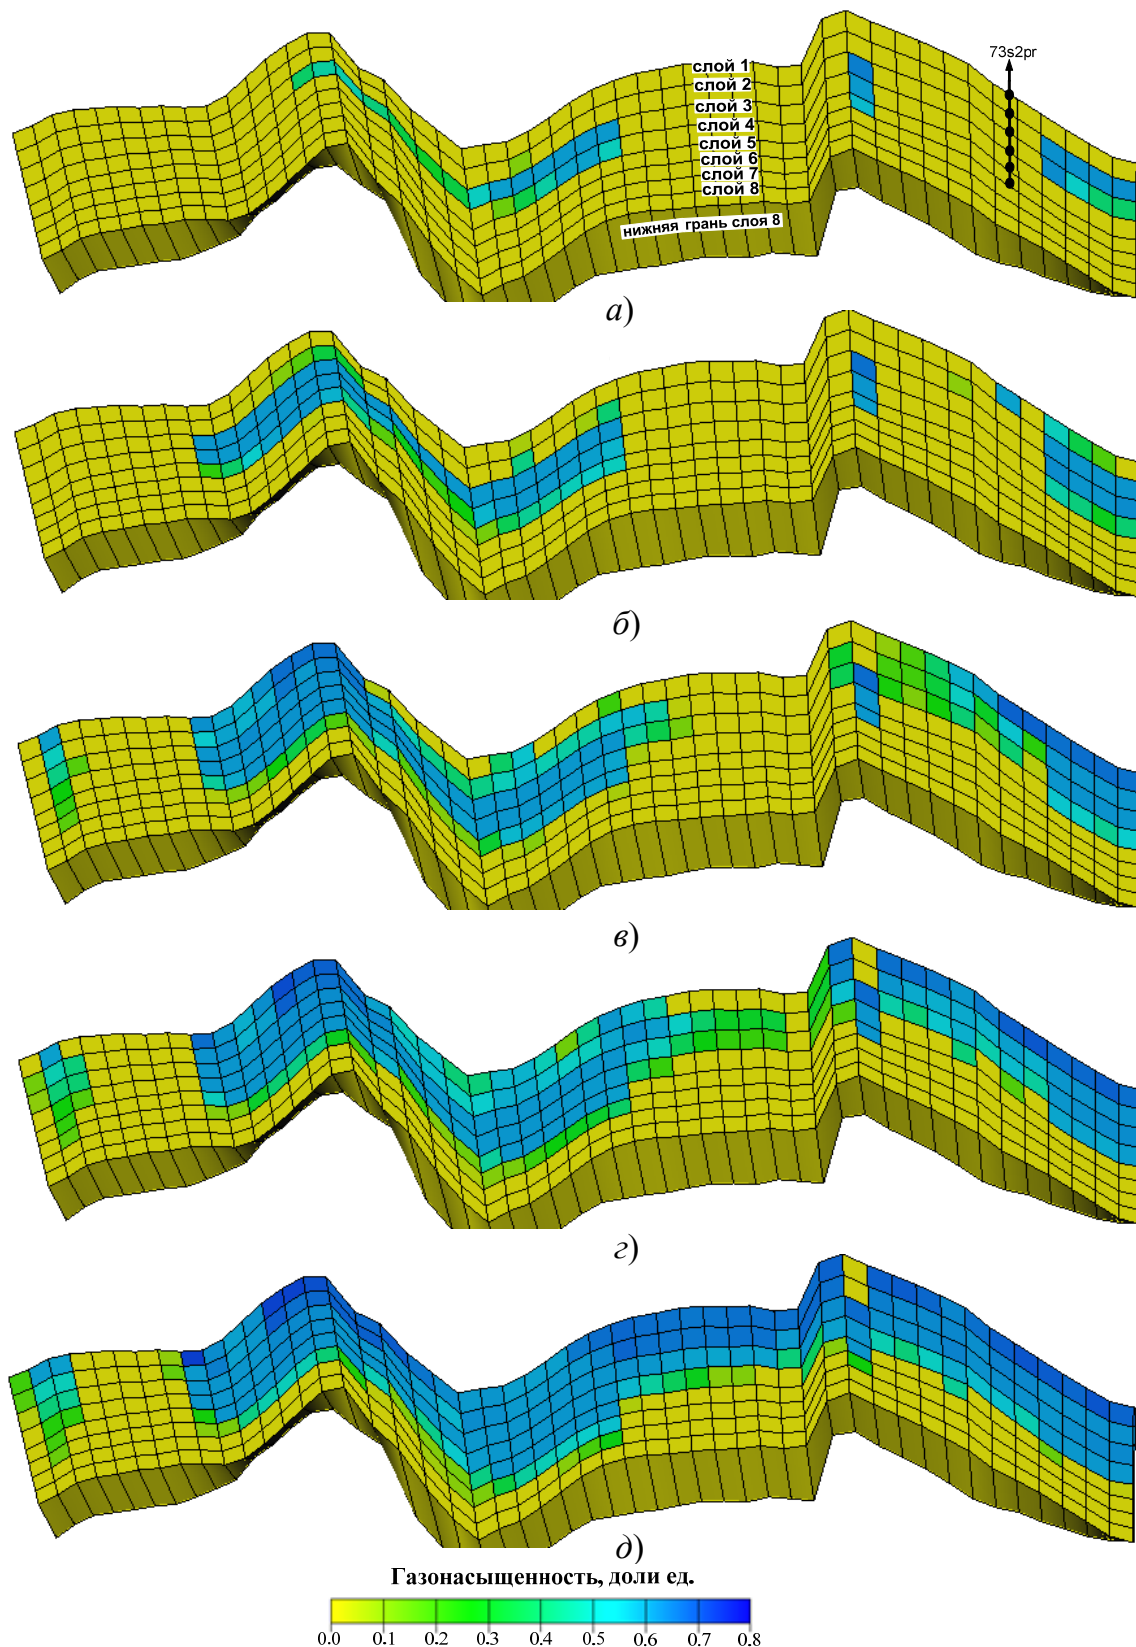 73s2pr
слой 1
слой 2
слой 3
слой 4
слой 5
слой 6
слой 7
слой 8
нижняя грань слоя 8
а)
б)
в)
г)
д)
Газонасыщенность, доли ед.
0.0 0.1 0.2 0.3 0.4 0.5 0.6 0.7 0.8